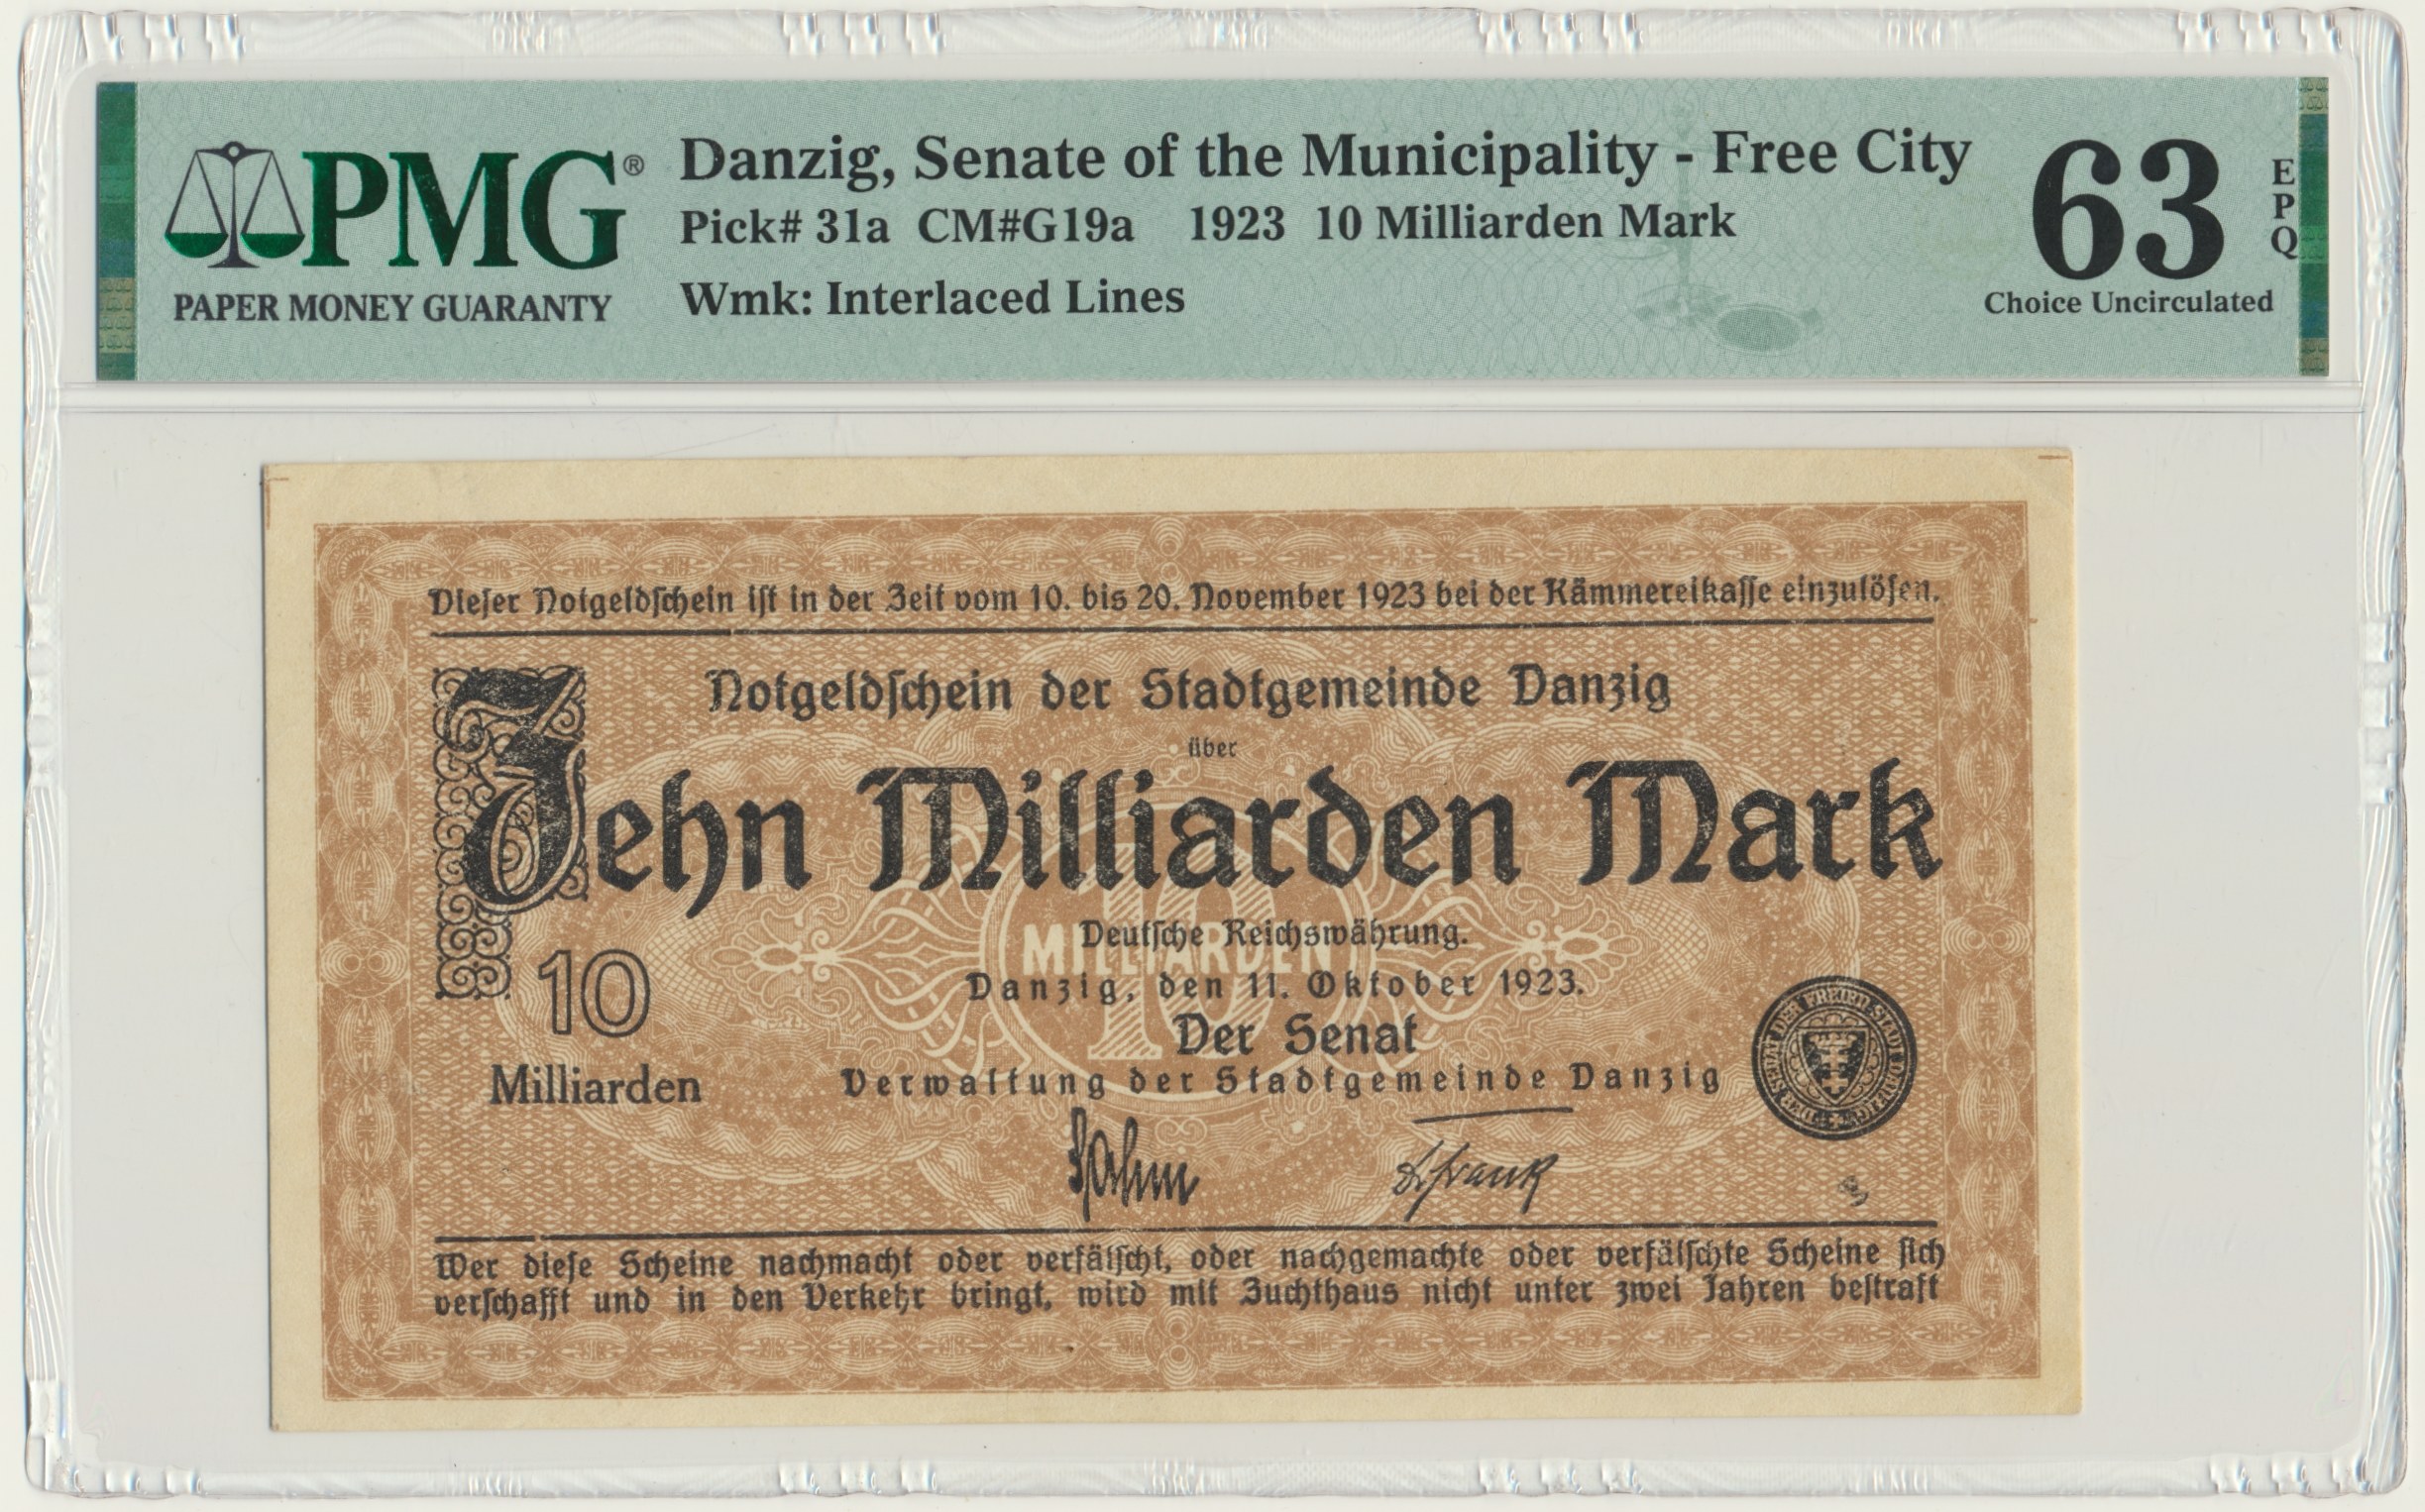 PMG®
PAPER MONEY GUARANTY
Danzig, Senate of the Municipality - Free City
Pick# 31a CM#G19a 1923 10 Milliarden Mark
Wmk: Interlaced Lines
63
EPQ
Choice Uncirculated
Dieser Notgeldschein ist in der Zeit vom 10. bis 20. November 1923 bei der Kämmereikasse einzulösen.
Notgeldschein der Stadtgemeinde Danzig
über
Zehn Milliarden Mark
10
MILLIARDEN
Deutsche Reichswährung.
Danzig, den 11. Oktober 1923.
Der Senat
Verwaltung der Stadtgemeinde Danzig
10
Milliarden
Sahm
Dr Frank
Wer diese Scheine nachmacht oder verfälscht, oder nachgemachte oder verfälschte Scheine sich
verschafft und in den Verkehr bringt, wird mit Zuchthaus nicht unter zwei Jahren bestraft